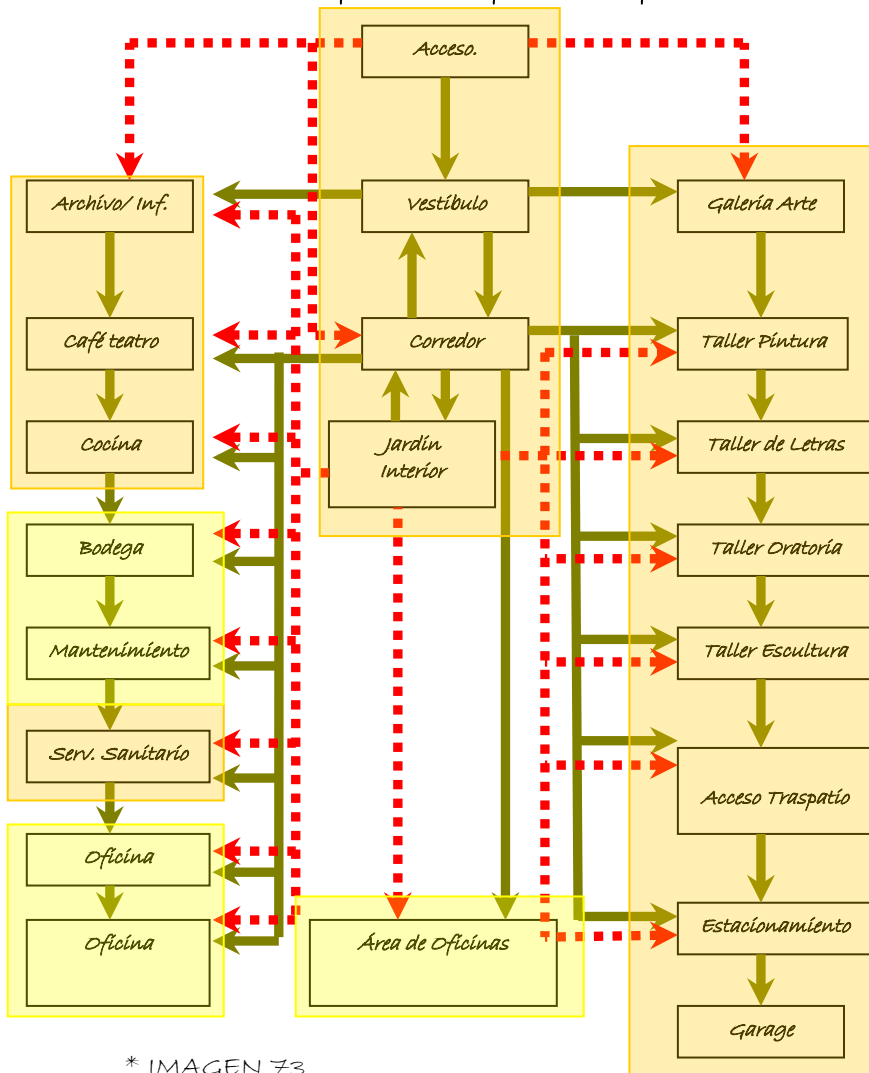 Acceso.
Archivo/ Inf.
Vestíbulo
Galería Arte
Café teatro
Corredor
Taller Pintura
Cocina
Jardín
Interior
Taller de Letras
Bodega
Taller Oratoria
Mantenimiento
Taller Escultura
Serv. Sanitario
Acceso Traspatio
Oficina
Oficina
Área de Oficinas
Estacionamiento
Garage
* IMAGEN 73